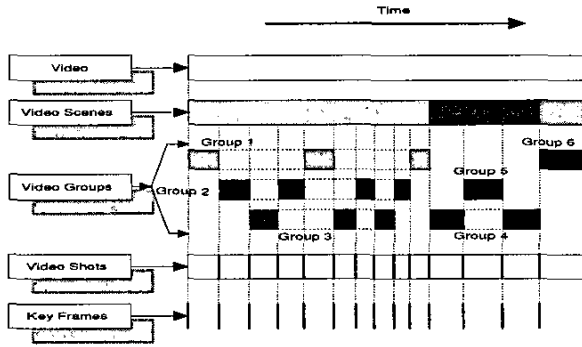 Time
Video
Video Scenes
Group 1
Group 6
Video Groups
Group 2
Group 5
Group 3
Group 4
Video Shots
Key Frames